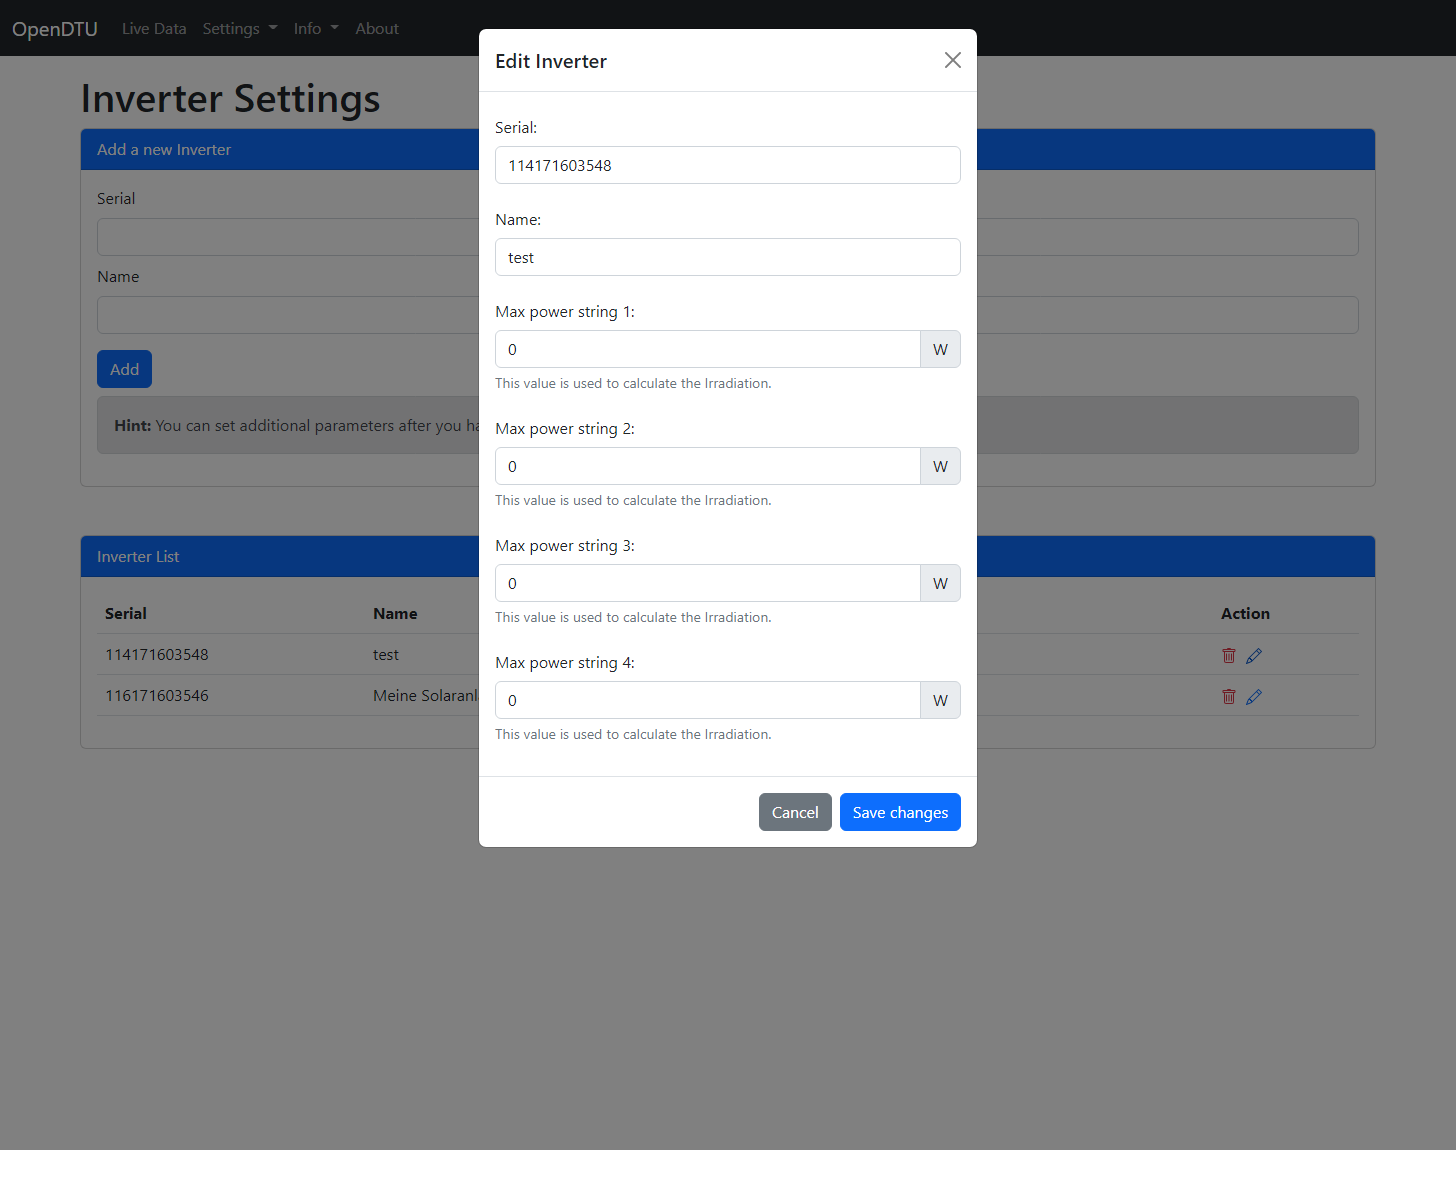 OpenDTU Live Data Settings Info About
Edit Inverter
Inverter Settings
Add a new Inverter
Serial
Name
Add
Hint: You can set additional parameters after you
Inverter List
Serial Name Action
114171603548 test
116171603546 Meine
Serial:
114171603548
Name:
test
Max power string 1:
0 W
This value is used to calculate the Irradiation.
Max power string 2:
0 W
This value is used to calculate the Irradiation.
Max power string 3:
0 W
This value is used to calculate the Irradiation.
Max power string 4:
0 W
This value is used to calculate the Irradiation.
Cancel Save changes